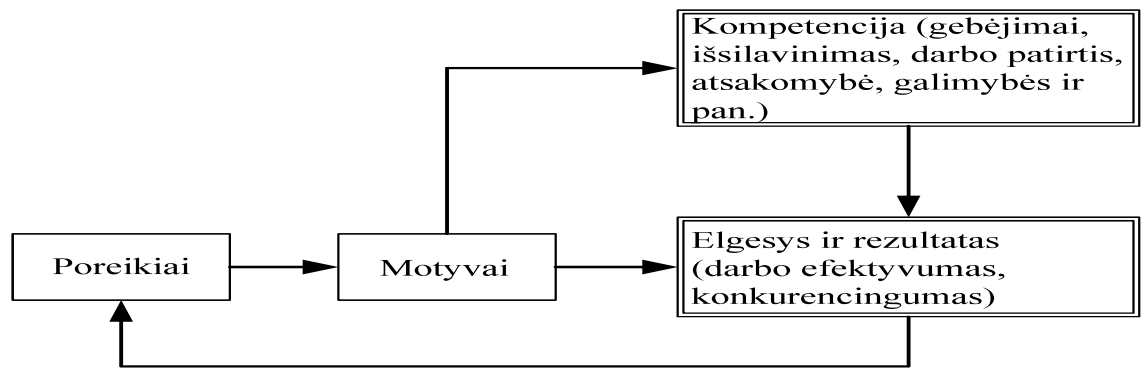 Kompetencija (gebėjimai,
išsilavinimas, darbo patirtis,
atsakomybė, galimybės ir
pan.)
Poreikiai
Motyvai
Elgesys ir rezultatas
(darbo efektyvumas,
konkurencingumas)